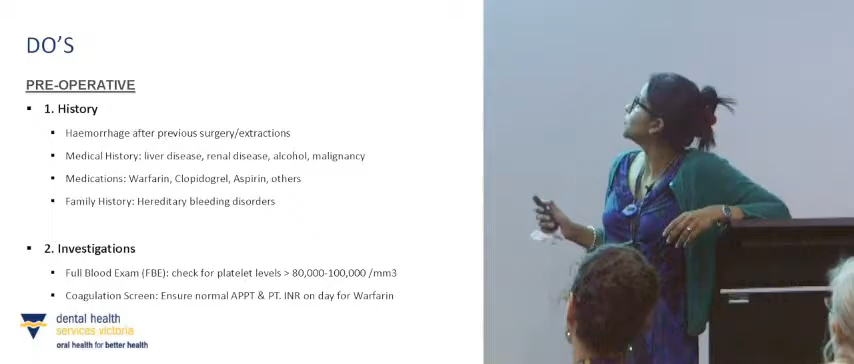 DO'S
PRE-OPERATIVE
▪ 1. History
▪ Haemorrhage after previous surgery/extractions
▪ Medical History: liver disease, renal disease, alcohol, malignancy
▪ Medications: Warfarin, Clopidogrel, Aspirin, others
▪ Family History: Hereditary bleeding disorders
▪ 2. Investigations
▪ Full Blood Exam (FBE): check for platelet levels > 80,000-100,000 /mm3
▪ Coagulation Screen: Ensure normal APPT & PT. INR on day for Warfarin
dental health
services victoria
oral health for better health